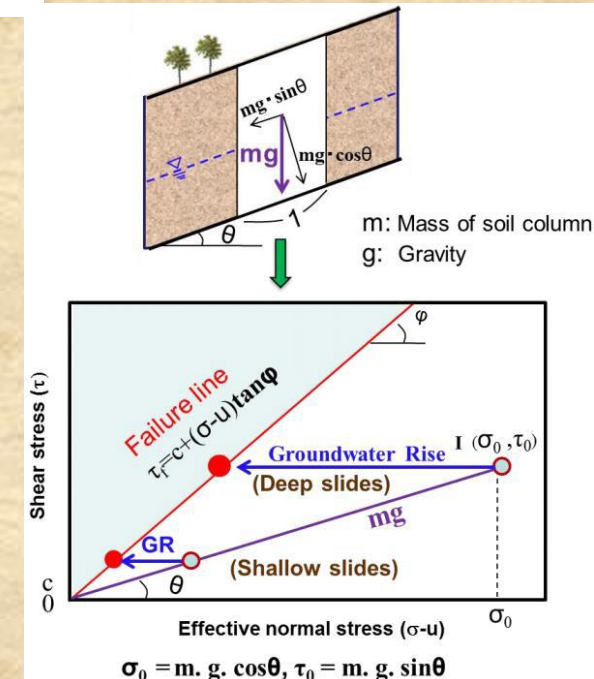 mg·sinθ
mg
mg·cosθ
1
θ
m: Mass of soil column
g: Gravity
φ
Failure line
τf=c+(σ-u)tanφ
I (σ0 ,τ0)
Groundwater Rise
(Deep slides)
mg
GR
(Shallow slides)
θ
Shear stress (τ)
c
0
σ0
Effective normal stress (σ-u)
σ0 = m. g. cosθ, τ0 = m. g. sinθ